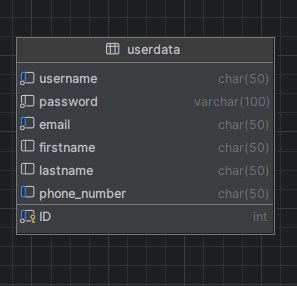 userdata
username char(50)
password varchar(100)
email char(50)
firstname char(50)
lastname char(50)
phone_number char(50)
ID int